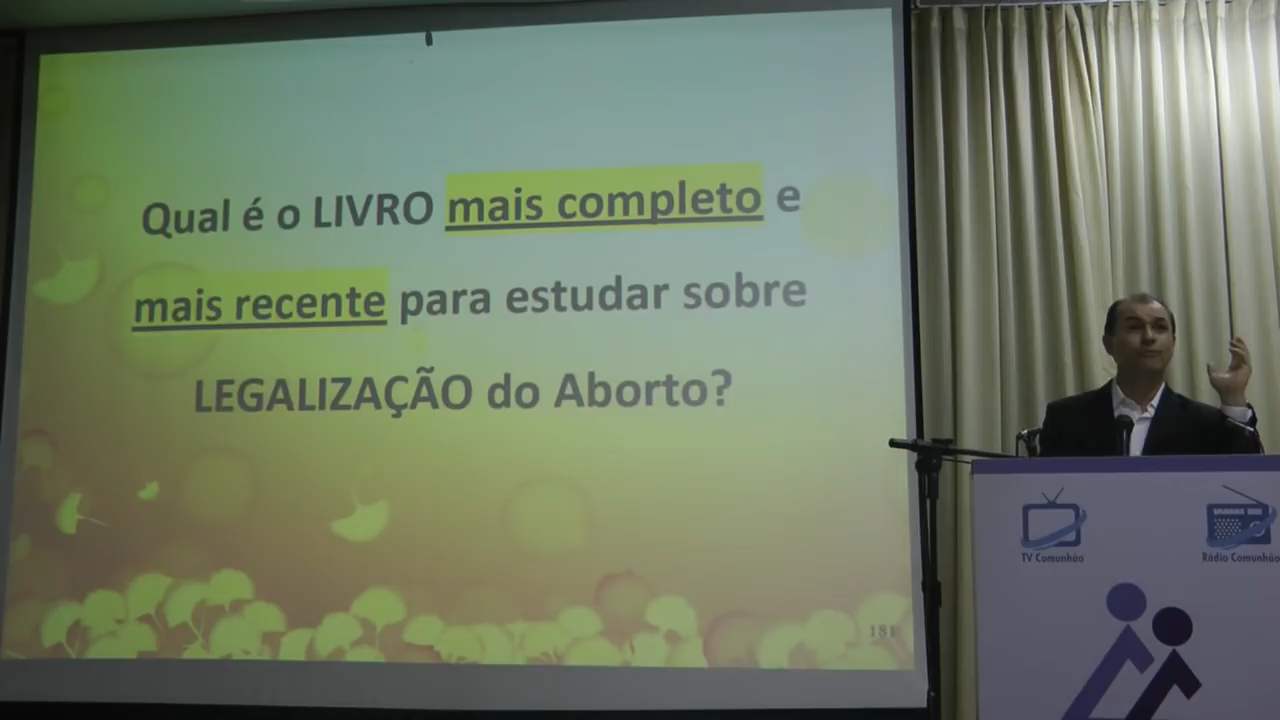 Qual é o LIVRO mais completo e
mais recente para estudar sobre
LEGALIZAÇÃO do Aborto?
181
TV Comunhão
Rádio Comunhão